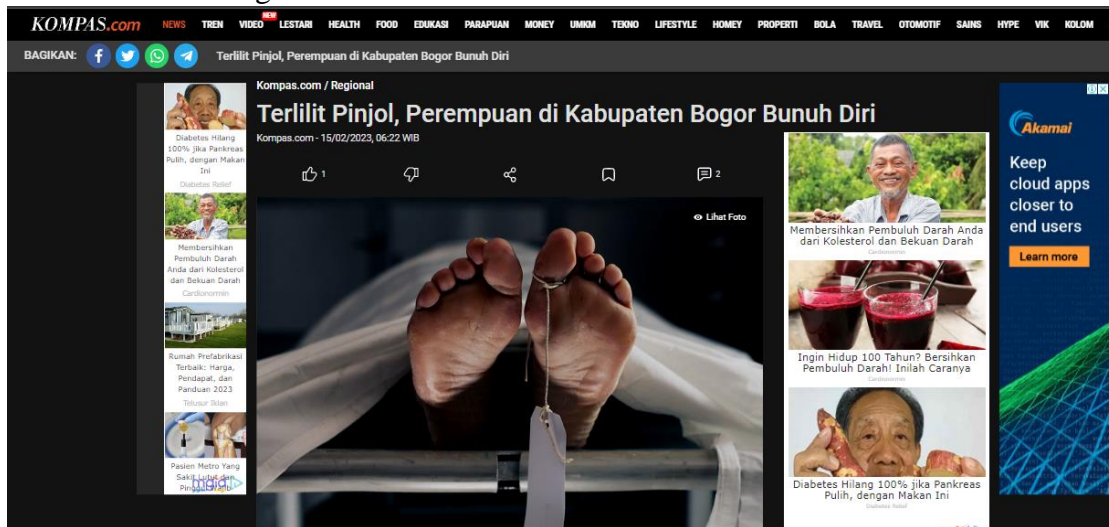 KOMPAS.com NEWS TREN VIDEO NEW LESTARI HEALTH FOOD EDUKASI PARAPUAN MONEY UMKM TEKNO LIFESTYLE HOMEY PROPERTI BOLA TRAVEL OTOMOTIF SAINS HYPE VIK KOLOM
BAGIKAN: Terlilit Pinjol, Perempuan di Kabupaten Bogor Bunuh Diri
Kompas.com / Regional
Terlilit Pinjol, Perempuan di Kabupaten Bogor Bunuh Diri
Kompas.com - 15/02/2023, 06:22 WIB
1
2
Lihat Foto
Diabetes Hilang
100% jika Pankreas
Pulih, dengan Makan
Ini
Diabetes Relief
Membersihkan
Pembuluh Darah
Anda dari Kolesterol
dan Bekuan Darah
Cardionormin
Rumah Prefabrikasi
Terbaik: Harga,
Pendapat, dan
Panduan 2023
Telusur Iklan
Pasien Metro Yang
Sakit Lutut dan
mgid
Membersihkan Pembuluh Darah Anda
dari Kolesterol dan Bekuan Darah
Cardionormin
Ingin Hidup 100 Tahun? Bersihkan
Pembuluh Darah! Inilah Caranya
Cardionormin
Diabetes Hilang 100% jika Pankreas
Pulih, dengan Makan Ini
Diabetes Relief
Akamai
Keep
cloud apps
closer to
end users
Learn more